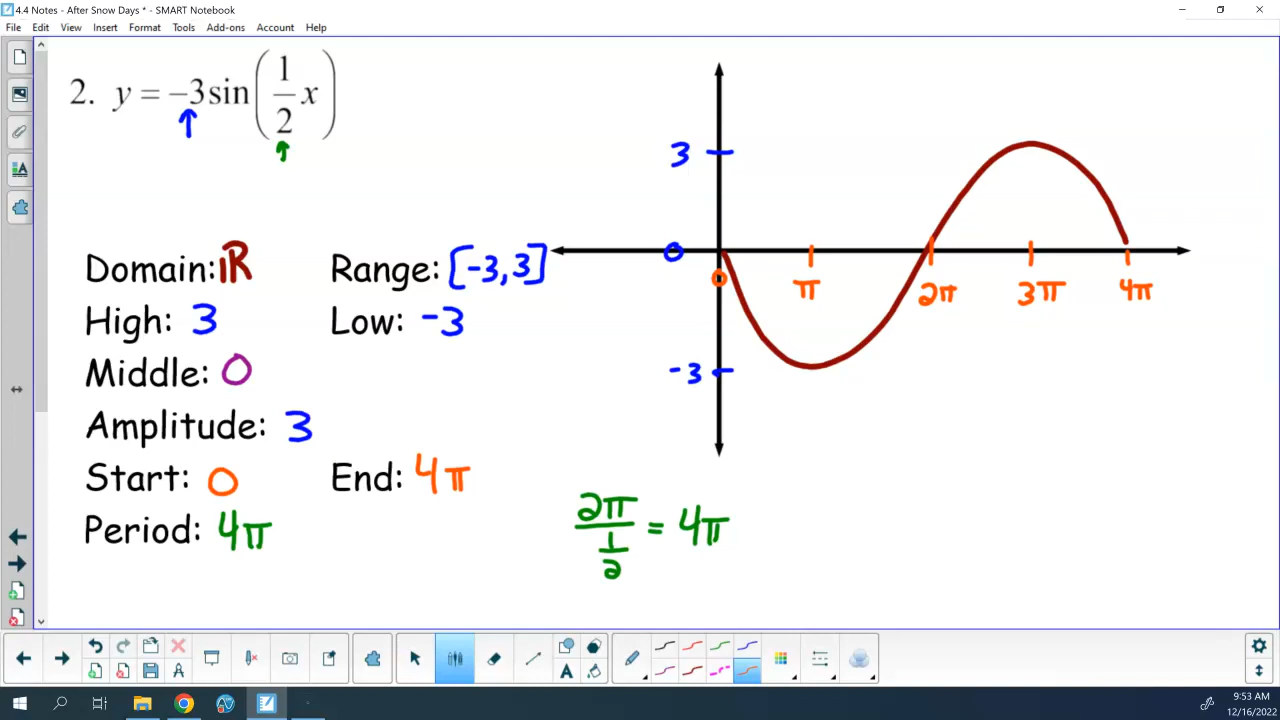 4.4 Notes - After Snow Days * - SMART Notebook
File Edit View Insert Format Tools Add-ons Account Help
2. y = −3sin(1/2 x)
3
0
-3
0 π 2π 3π 4π
Domain: ℝ Range: [-3,3]
High: 3 Low: -3
Middle: 0
Amplitude: 3
Start: 0 End: 4π
Period: 4π
2π/(1/2) = 4π
A
9:53 AM
12/16/2022